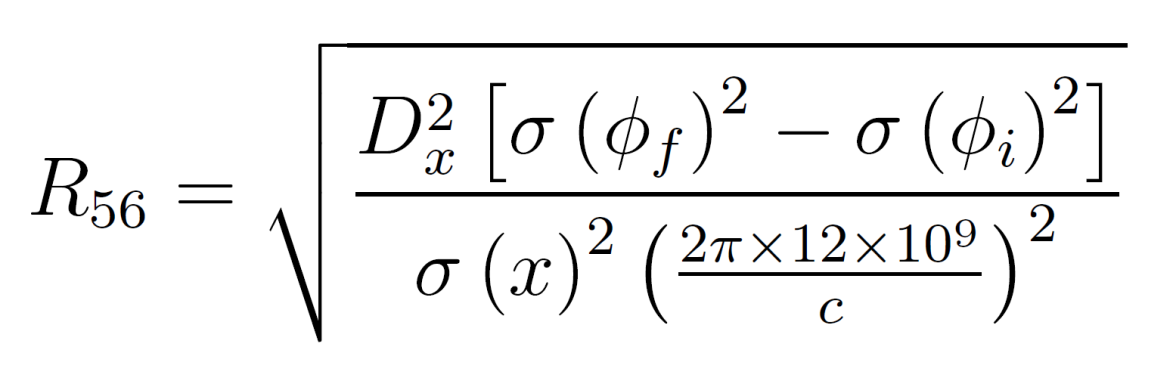 R_{56} = \sqrt{\frac{D_x^2 \left[ \sigma \left( \phi_f \right)^2 - \sigma \left( \phi_i \right)^2 \right]}{\sigma \left( x \right)^2 \left( \frac{2\pi \times 12 \times 10^9}{c} \right)^2}}